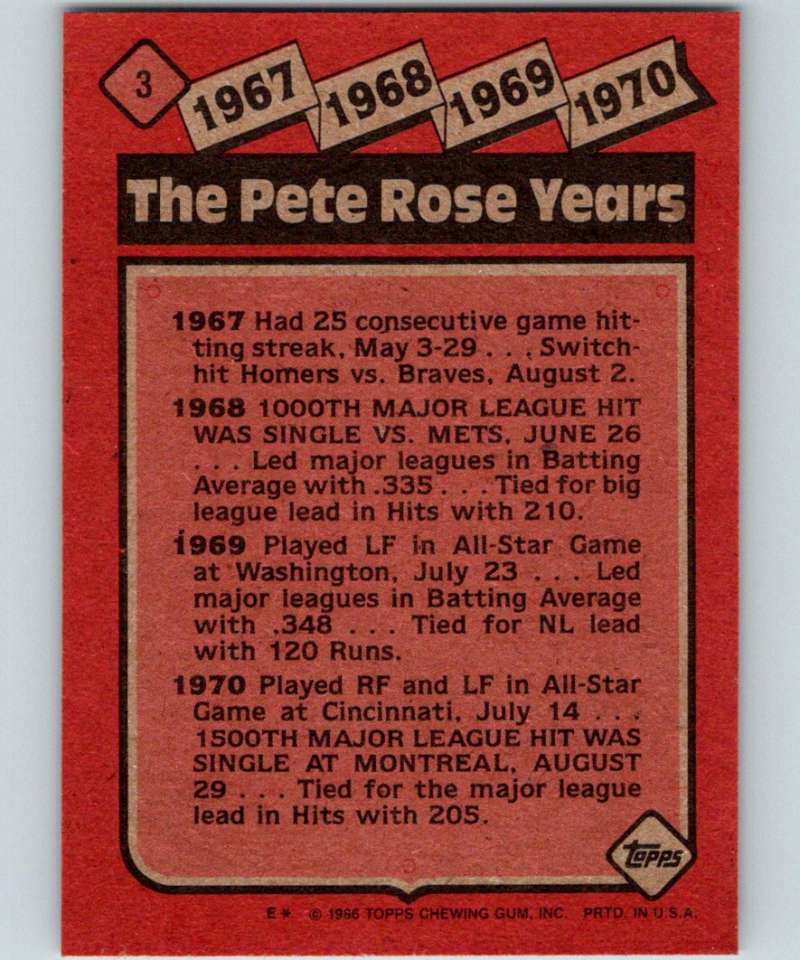 3
1967 1968 1969 1970
The Pete Rose Years
1967 Had 25 consecutive game hit-
ting streak, May 3-29 . . . Switch-
hit Homers vs. Braves, August 2.
1968 1000TH MAJOR LEAGUE HIT
WAS SINGLE VS. METS, JUNE 26
. . . Led major leagues in Batting
Average with .335 . . . Tied for big
league lead in Hits with 210.
1969 Played LF in All-Star Game
at Washington, July 23 . . . Led
major leagues in Batting Average
with .348 . . . Tied for NL lead
with 120 Runs.
1970 Played RF and LF in All-Star
Game at Cincinnati, July 14 . . .
1500TH MAJOR LEAGUE HIT WAS
SINGLE AT MONTREAL, AUGUST
29 . . . Tied for the major league
lead in Hits with 205.
topps
E* © 1986 TOPPS CHEWING GUM, INC. PRTD. IN U.S.A.